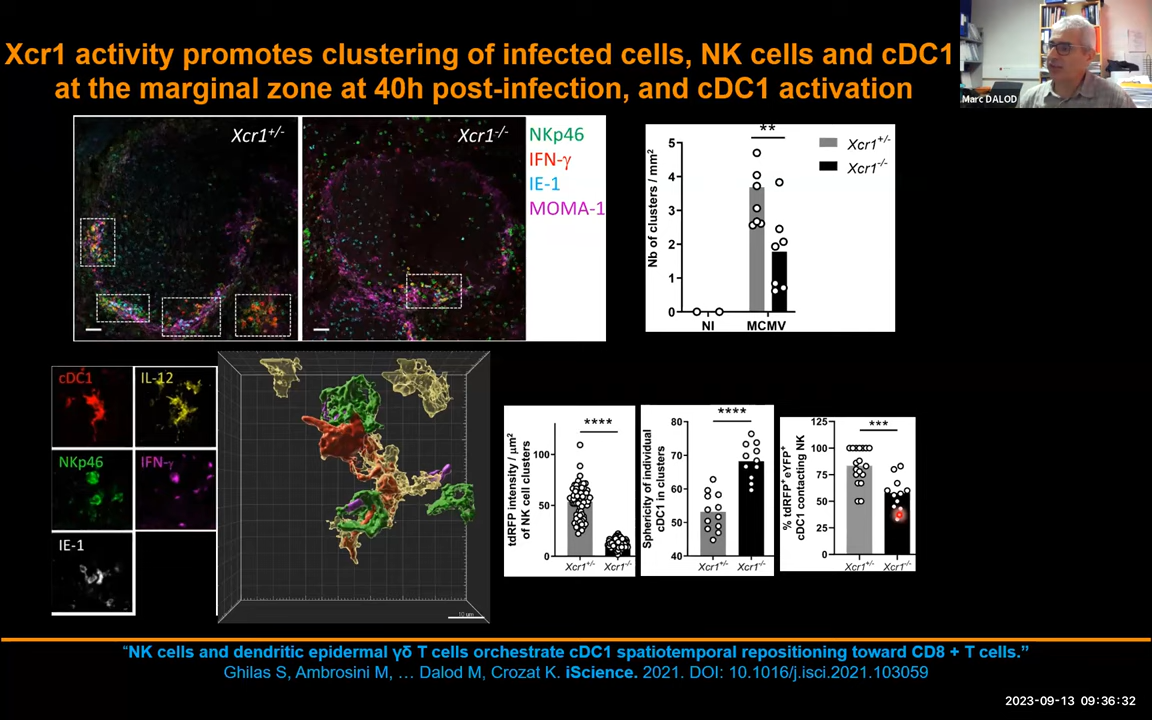 Xcr1 activity promotes clustering of infected cells, NK cells and cDC1
at the marginal zone at 40h post-infection, and cDC1 activation
Marc DALOD
Xcr1+/-
Xcr1-/-
NKp46
IFN-γ
IE-1
MOMA-1
Nb of clusters / mm²
5
4
3
2
1
0
NI
MCMV
**
Xcr1+/-
Xcr1-/-
cDC1
IL-12
NKp46
IFN-γ
IE-1
10 µm
tdRFP intensity / µm²
of NK cell clusters
100
50
0
****
Xcr1+/-
Xcr1-/-
Sphericity of individual
cDC1 in clusters
80
70
60
50
40
****
Xcr1+/-
Xcr1-/-
% tdRFP+eYFP+
cDC1 contacting NK
125
100
75
50
25
0
***
Xcr1+/-
Xcr1-/-
“NK cells and dendritic epidermal γδ T cells orchestrate cDC1 spatiotemporal repositioning toward CD8 + T cells.”
Ghilas S, Ambrosini M, … Dalod M, Crozat K. iScience. 2021. DOI: 10.1016/j.isci.2021.103059
2023-09-13 09:36:32